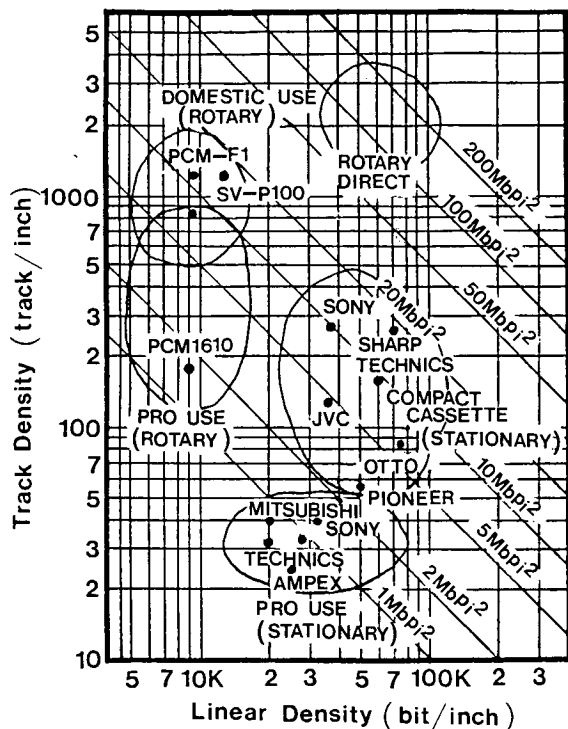 5
3
2
1000
7
5
3
2
100
7
5
3
2
10
Track Density (track/inch)
DOMESTIC USE
(ROTARY)
PCM-F1
SV-P100
ROTARY
DIRECT
200Mbpi²
100Mbpi²
50Mbpi²
20Mbpi²
SONY
SHARP
TECHNICS
PCM1610
COMPACT
CASSETTE
(STATIONARY)
JVC
PRO USE
(ROTARY)
OTTO
PIONEER
10Mbpi²
MITSUBISHI
SONY
5Mbpi²
TECHNICS
AMPEX
2Mbpi²
1Mbpi²
PRO USE
(STATIONARY)
5 7 10K 2 3 5 7 100K 2 3
Linear Density (bit/inch)